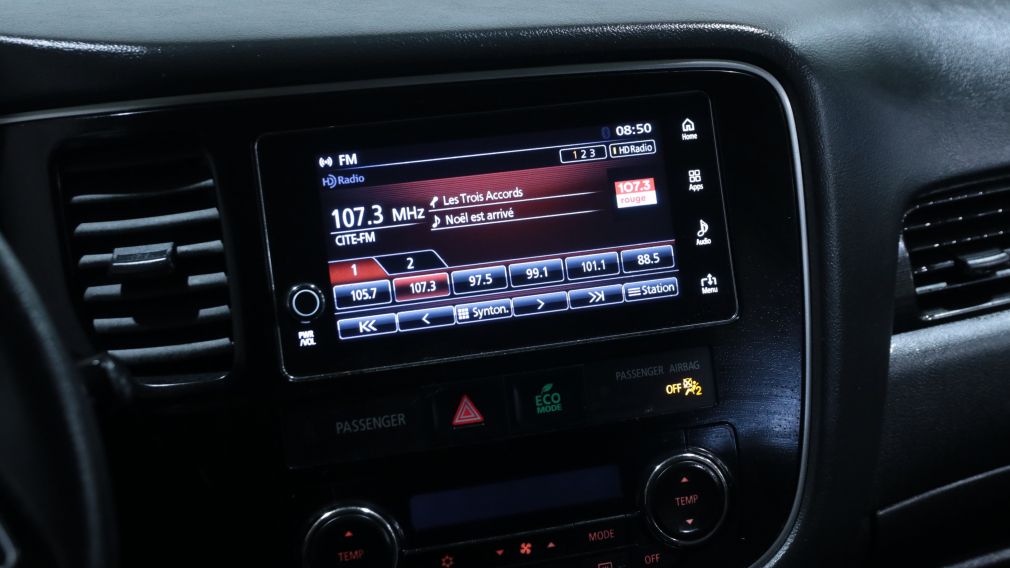 FM
08:50
1 2 3
HD Radio
HD Radio
Home
Les Trois Accords
107.3 MHz
107.3 rouge
Noël est arrivé
CITE-FM
Apps
1
2
105.7
107.3
97.5
99.1
101.1
88.5
Audio
Synton.
Station
Menu
PWR
/VOL
PASSENGER AIRBAG
OFF
2
PASSENGER
ECO
MODE
TEMP
TEMP
MODE
OFF